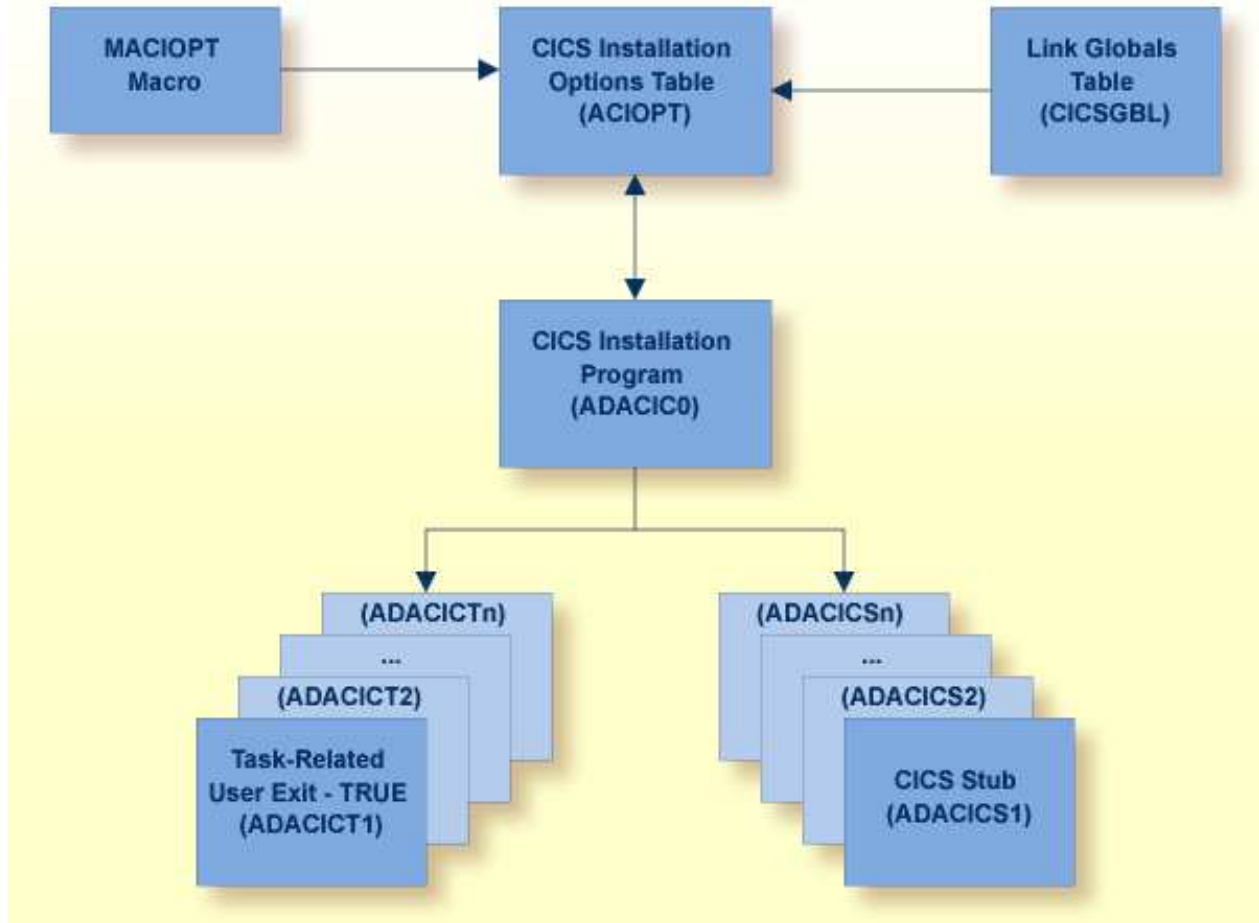 MACIOPT
Macro
CICS Installation
Options Table
(ACIOPT)
Link Globals
Table
(CICSGBL)
CICS Installation
Program
(ADACIC0)
(ADACICTn)
...
(ADACICT2)
Task-Related
User Exit - TRUE
(ADACICT1)
(ADACICSn)
...
(ADACICS2)
CICS Stub
(ADACICS1)